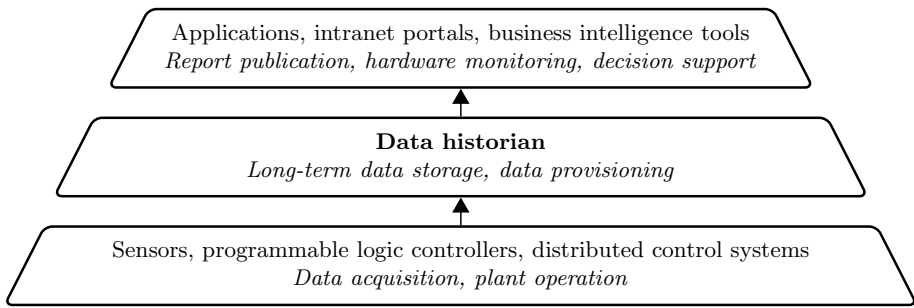 Applications, intranet portals, business intelligence tools
Report publication, hardware monitoring, decision support
Data historian
Long-term data storage, data provisioning
Sensors, programmable logic controllers, distributed control systems
Data acquisition, plant operation